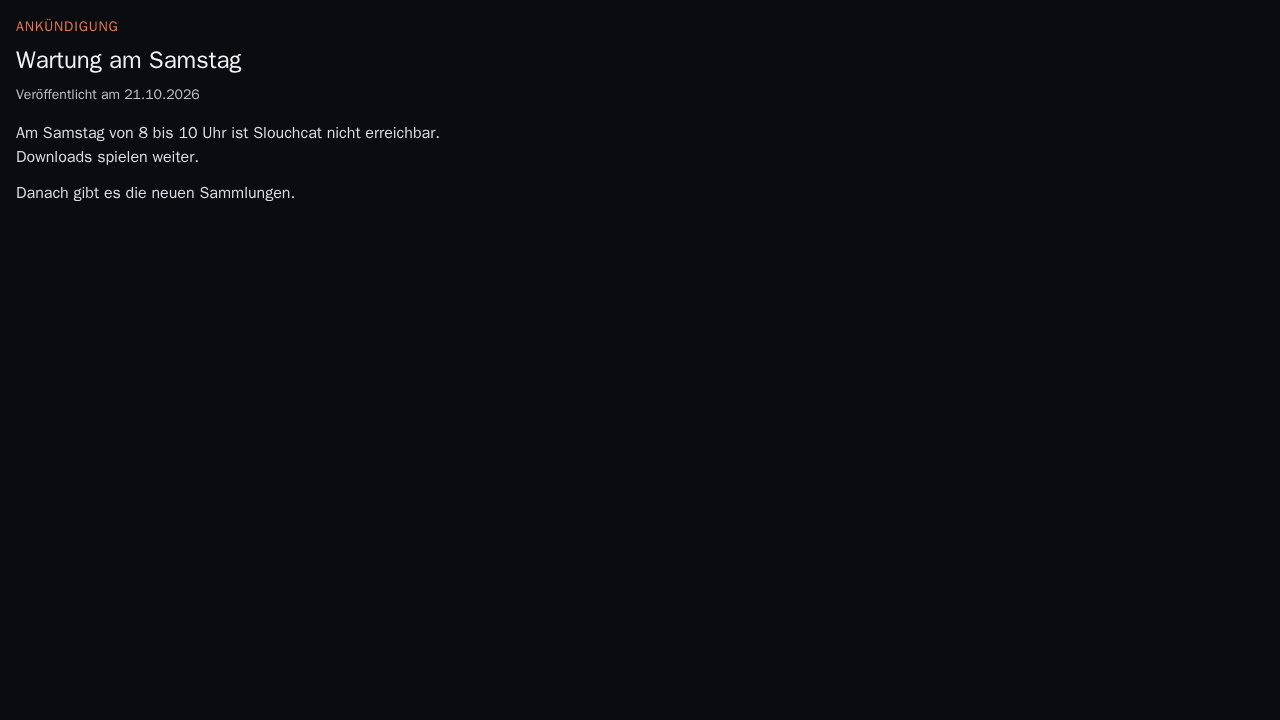 ANKÜNDIGUNG
Wartung am Samstag
Veröffentlicht am 21.10.2026
Am Samstag von 8 bis 10 Uhr ist Slouchcat nicht erreichbar.
Downloads spielen weiter.
Danach gibt es die neuen Sammlungen.